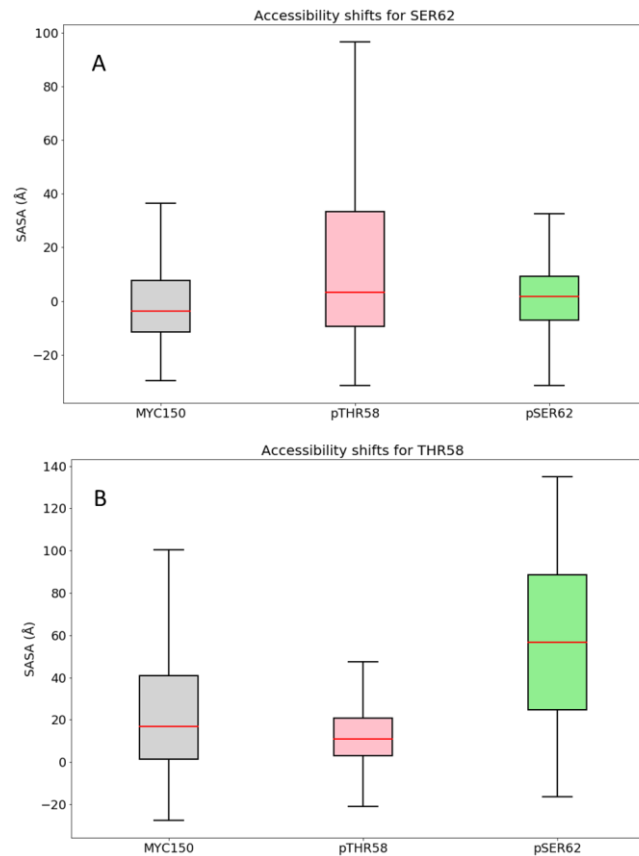 Accessibility shifts for SER62
A
100
80
60
40
20
0
−20
SASA (Å)
MYC150 pTHR58 pSER62
Accessibility shifts for THR58
B
140
120
100
80
60
40
20
0
−20
SASA (Å)
MYC150 pTHR58 pSER62